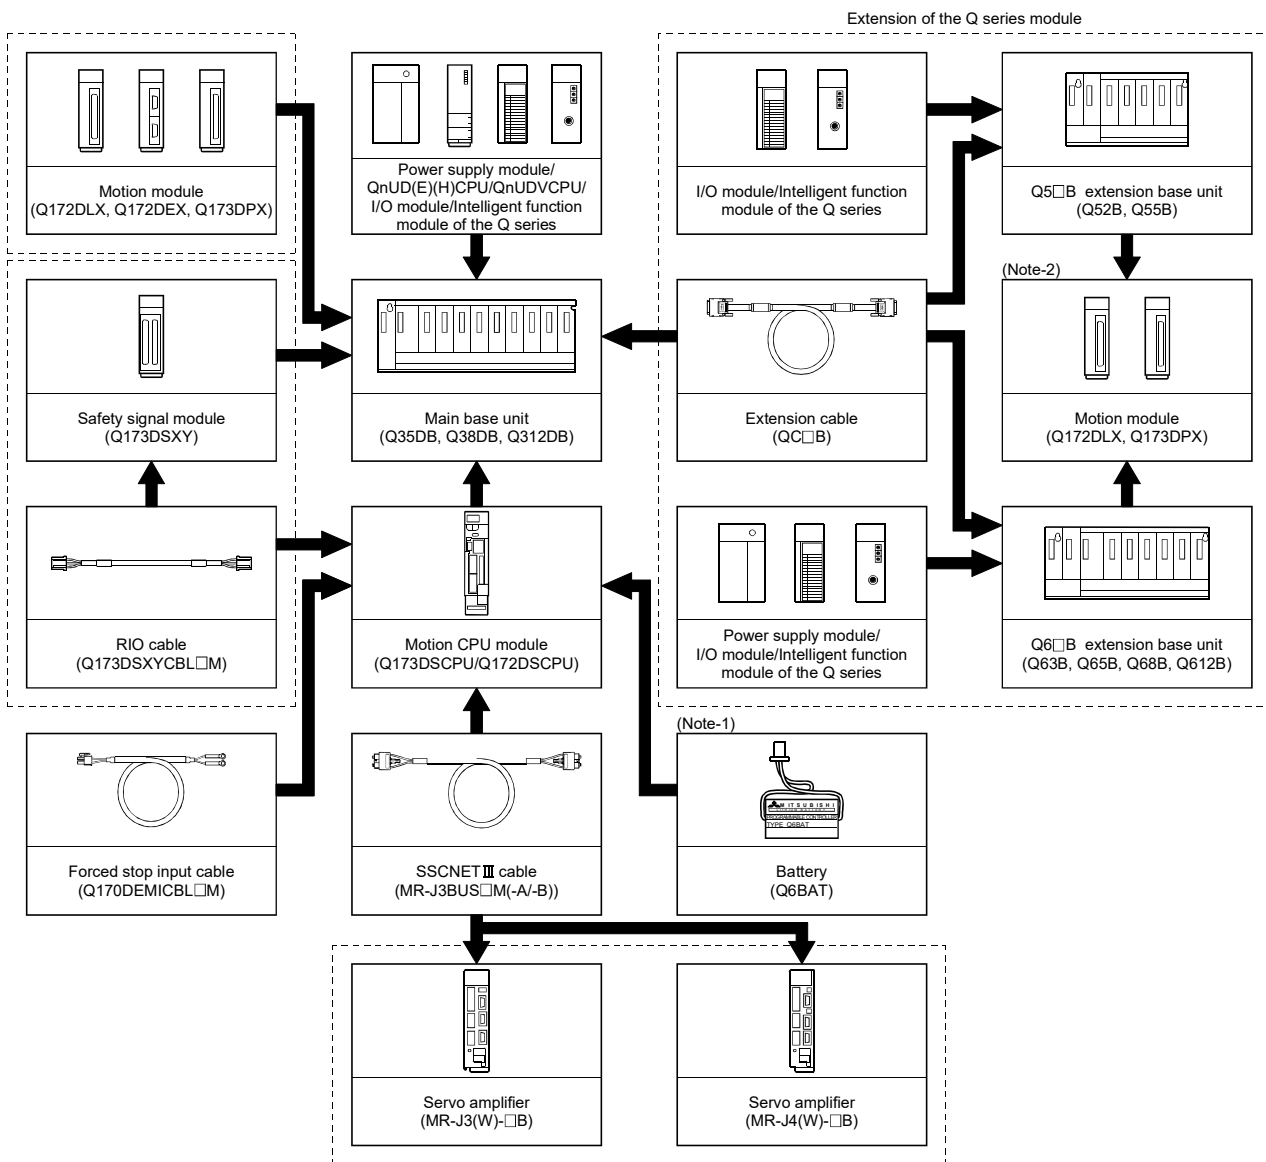 Extension of the Q series module
Motion module
(Q172DLX, Q172DEX, Q173DPX)
Power supply module/
QnUD(E)(H)CPU/QnUDVCPU/
I/O module/Intelligent function
module of the Q series
I/O module/Intelligent function
module of the Q series
Q5□B extension base unit
(Q52B, Q55B)
Safety signal module
(Q173DSXY)
Main base unit
(Q35DB, Q38DB, Q312DB)
Extension cable
(QC□B)
(Note-2)
Motion module
(Q172DLX, Q173DPX)
RIO cable
(Q173DSXYCBL□M)
Motion CPU module
(Q173DSCPU/Q172DSCPU)
Power supply module/
I/O module/Intelligent function
module of the Q series
Q6□B extension base unit
(Q63B, Q65B, Q68B, Q612B)
Forced stop input cable
(Q170DEMICBL□M)
SSCNETⅢ cable
(MR-J3BUS□M(-A/-B))
(Note-1)
MITSUBISHI
PROGRAMMABLE CONTROLLER
TYPE Q6BAT
Battery
(Q6BAT)
Servo amplifier
(MR-J3(W)-□B)
Servo amplifier
(MR-J4(W)-□B)